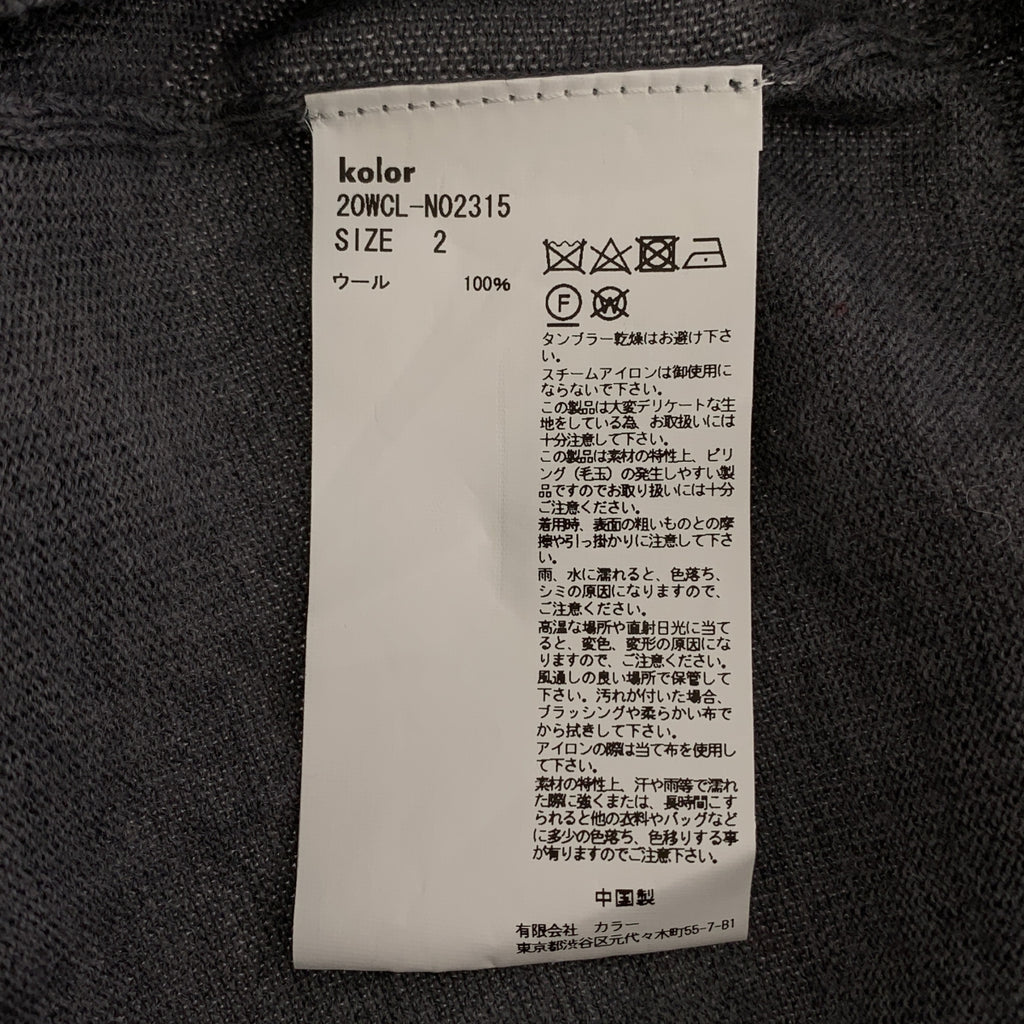 kolor
20WCL-N02315
SIZE 2
ウール 100%
F
W
タンブラー乾燥はお避け下さ
い。
スチームアイロンは御使用に
ならないで下さい。
この製品は大変デリケートな生
地をしている為、お取扱いには
十分注意して下さい。
この製品は素材の特性上、ピリ
ング（毛玉）の発生しやすい製
品ですのでお取り扱いには十分
ご注意ください。
着用時、表面の粗いものとの摩
擦や引っ掛かりに注意して下さ
い。
雨、水に濡れると、色落ち、
シミの原因になりますので、
ご注意ください。
高温な場所や直射日光に当て
ると、変色、変形の原因にな
りますので、ご注意ください。
風通しの良い場所で保管して
下さい。汚れが付いた場合、
ブラッシングや柔らかい布で
から拭きして下さい。
アイロンの際は当て布を使用し
て下さい。
素材の特性上、汗や雨等で濡れ
た際に強くまたは、長時間こす
られると他の衣料やバッグなど
に多少の色落ち、色移りする事
が有りますのでご注意下さい。
中国製
有限会社 カラー
東京都渋谷区元代々木町55-7-B1